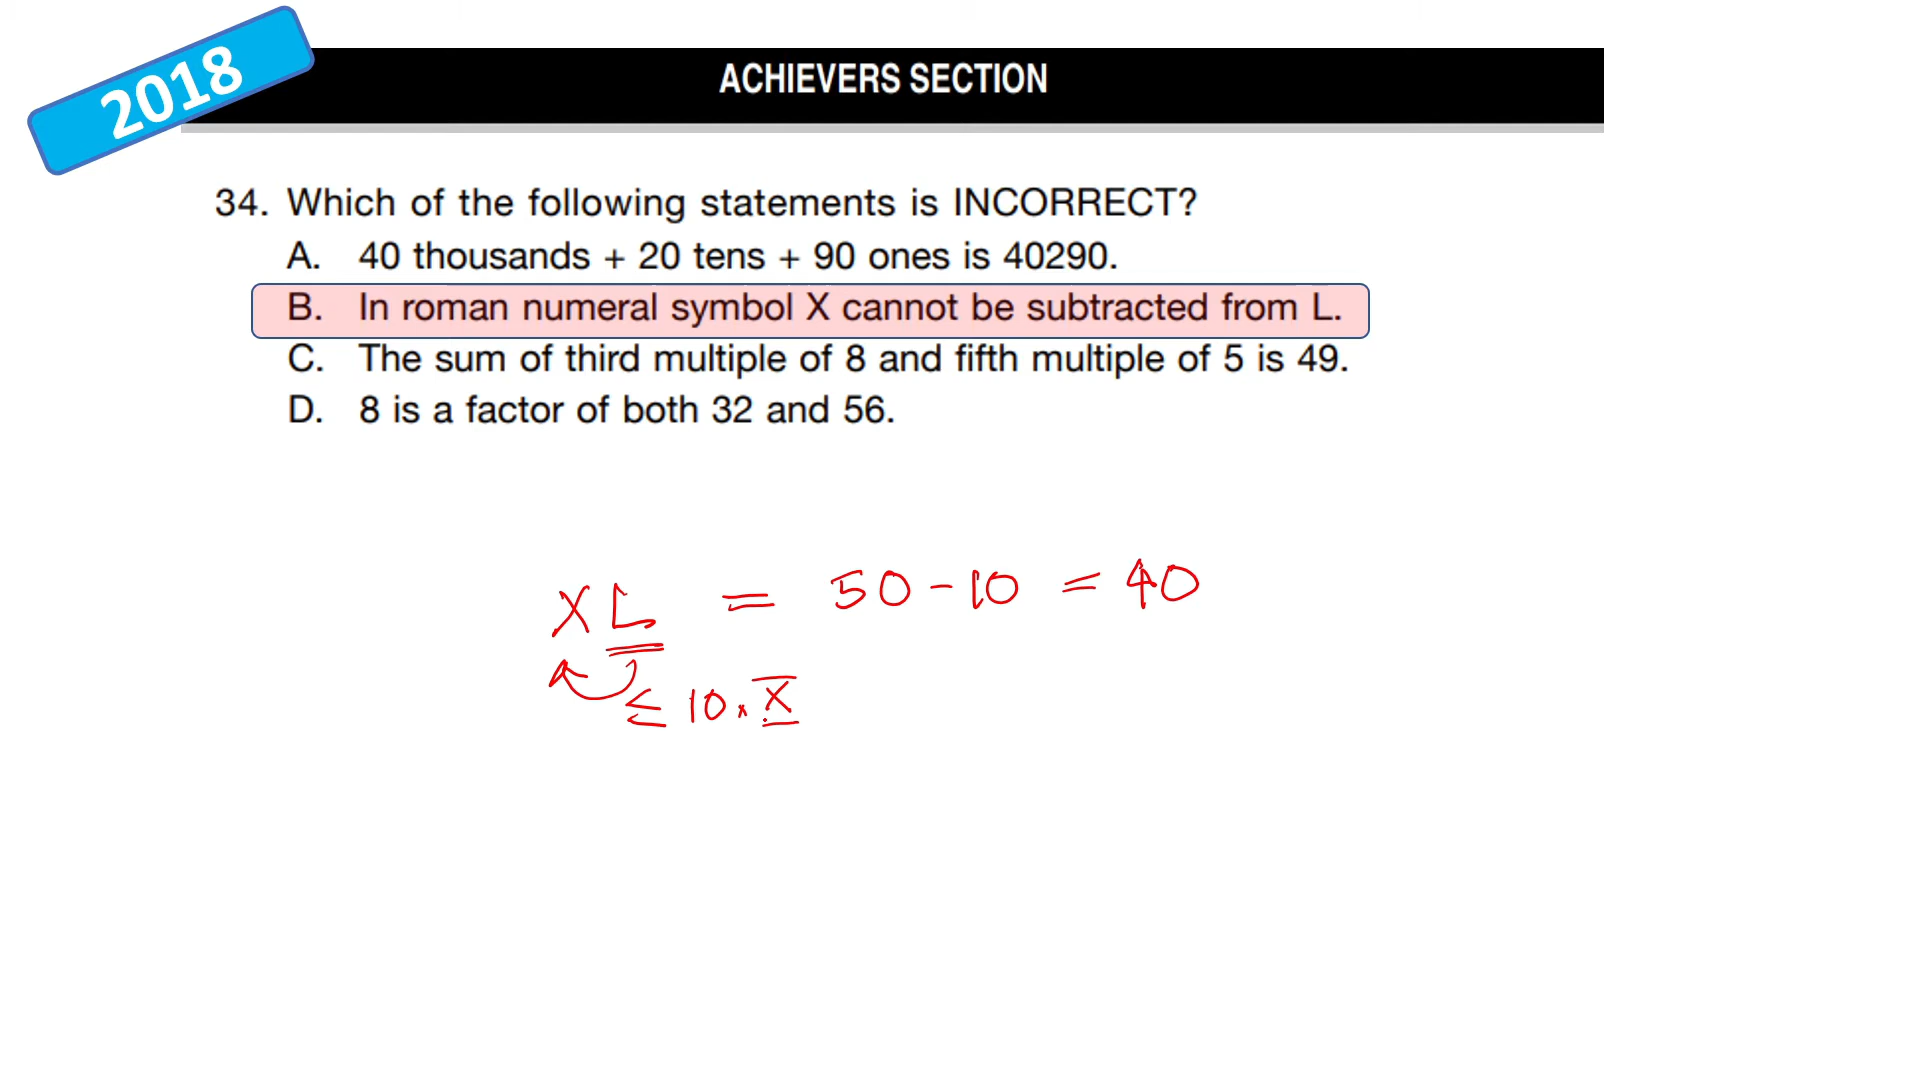 2018
ACHIEVERS SECTION
34. Which of the following statements is INCORRECT?
A. 40 thousands + 20 tens + 90 ones is 40290.
B. In roman numeral symbol X cannot be subtracted from L.
C. The sum of third multiple of 8 and fifth multiple of 5 is 49.
D. 8 is a factor of both 32 and 56.
XL = 50 - 10 = 40
≤ 10 × X